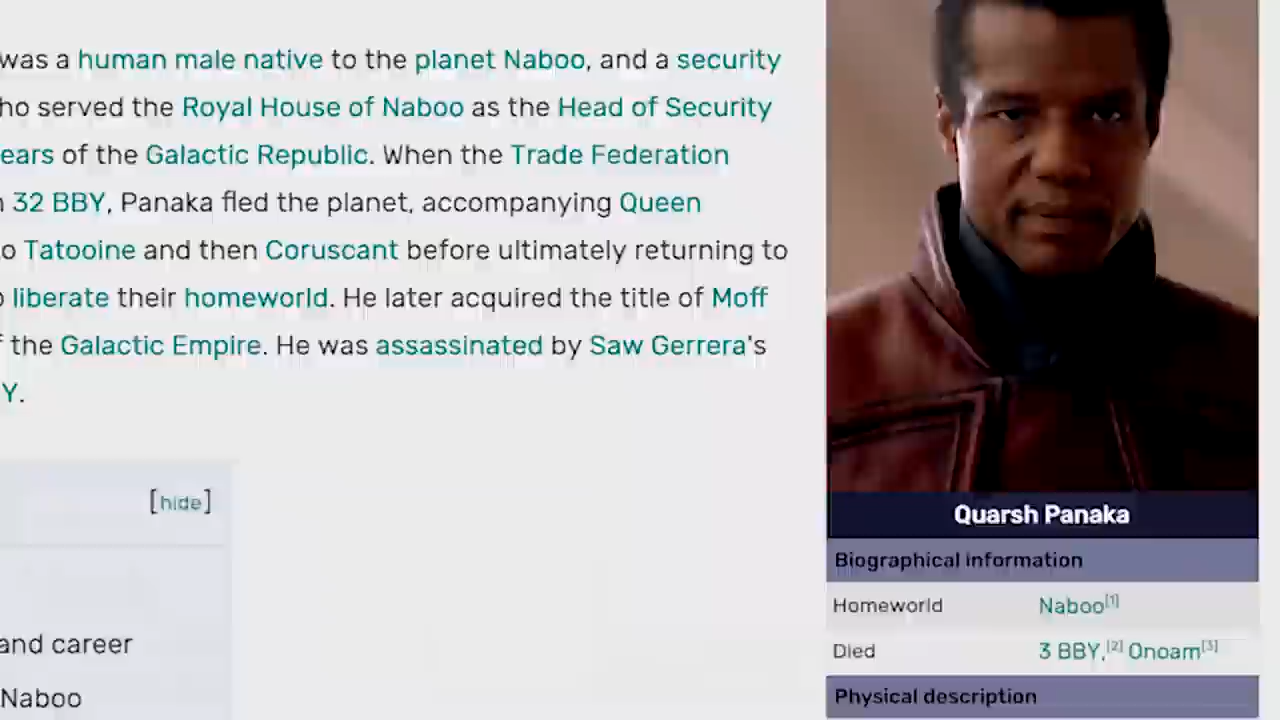 was a human male native to the planet Naboo, and a security
ho served the Royal House of Naboo as the Head of Security
ears of the Galactic Republic. When the Trade Federation
32 BBY, Panaka fled the planet, accompanying Queen
o Tatooine and then Coruscant before ultimately returning to
liberate their homeworld. He later acquired the title of Moff
the Galactic Empire. He was assassinated by Saw Gerrera's
Y.
[hide]
and career
Naboo
Quarsh Panaka
Biographical information
Homeworld Naboo[1]
Died 3 BBY,[2] Onoam[3]
Physical description